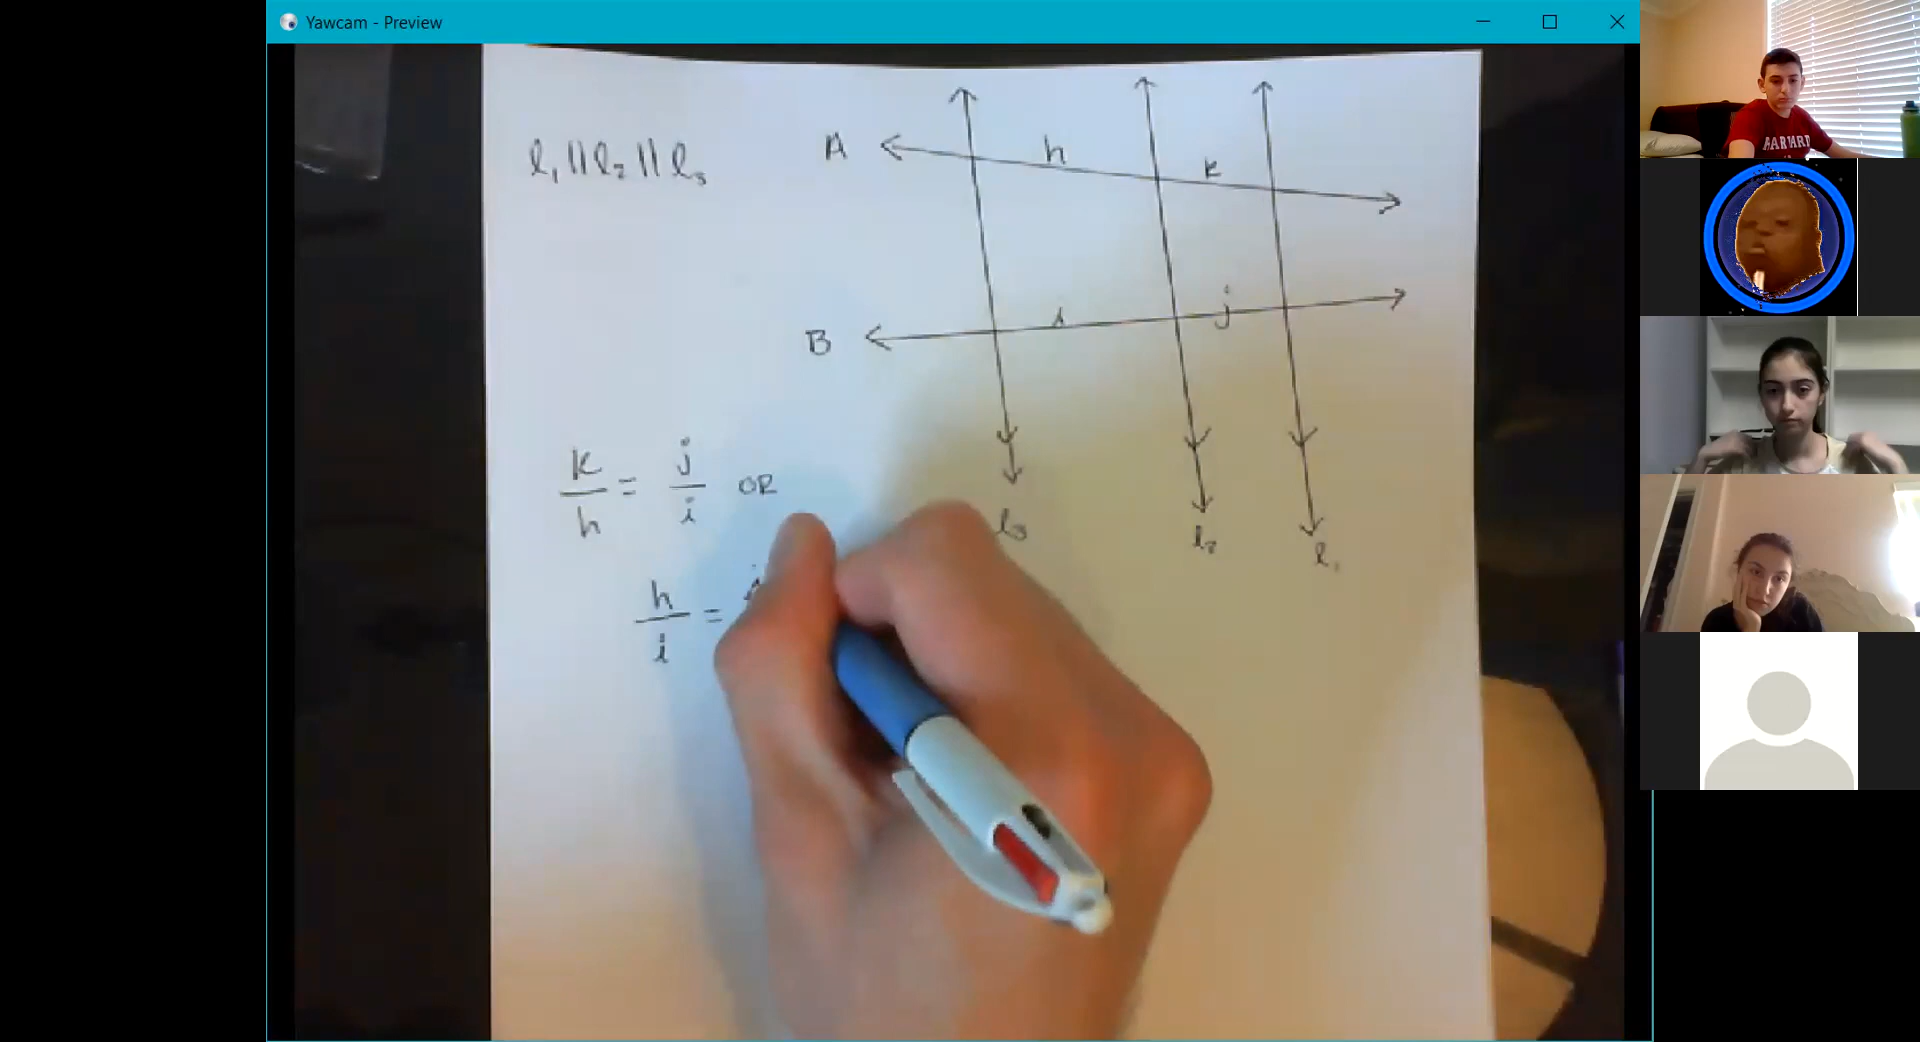 Yawcam - Preview
l₁ || l₂ || l₃
A
h
k
B
i
j
l₃
l₂
l₁
k/h = j/i OR
h/i =
HARVARD